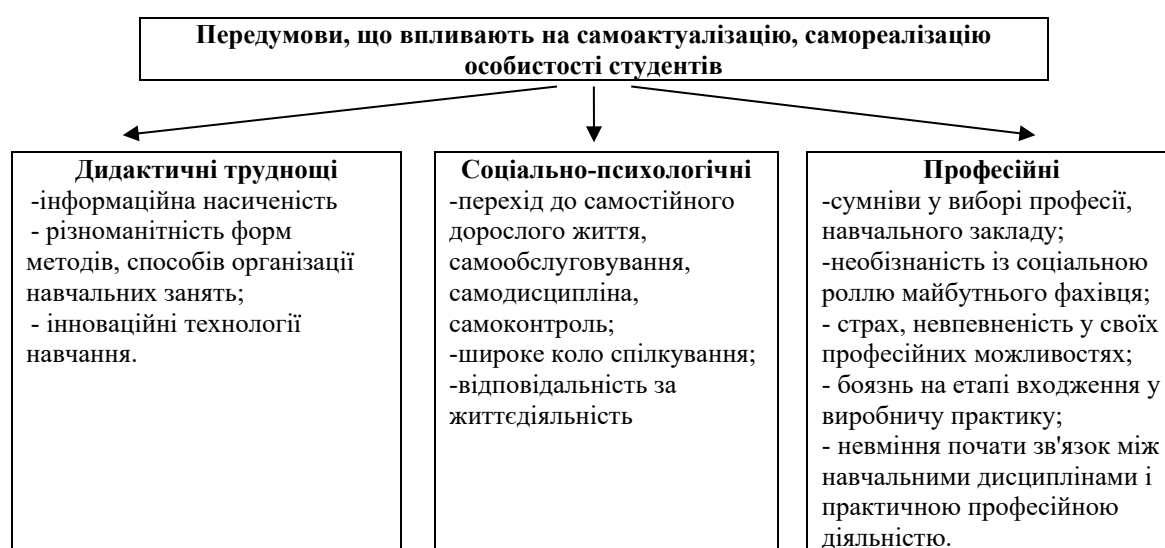 Передумови, що впливають на самоактуалізацію, самореалізацію
особистості студентів
Дидактичні труднощі
-інформаційна насиченість
- різноманітність форм
методів, способів організації
навчальних занять;
- інноваційні технології
навчання.
Соціально-психологічні
-перехід до самостійного
дорослого життя,
самообслуговування,
самодисципліна,
самоконтроль;
-широке коло спілкування;
-відповідальність за
життєдіяльність
Професійні
-сумніви у виборі професії,
навчального закладу;
-необізнаність із соціальною
роллю майбутнього фахівця;
- страх, невпевненість у своїх
професійних можливостях;
- боязнь на етапі входження у
виробничу практику;
- невміння почати зв'язок між
навчальними дисциплінами і
практичною професійною
діяльністю.